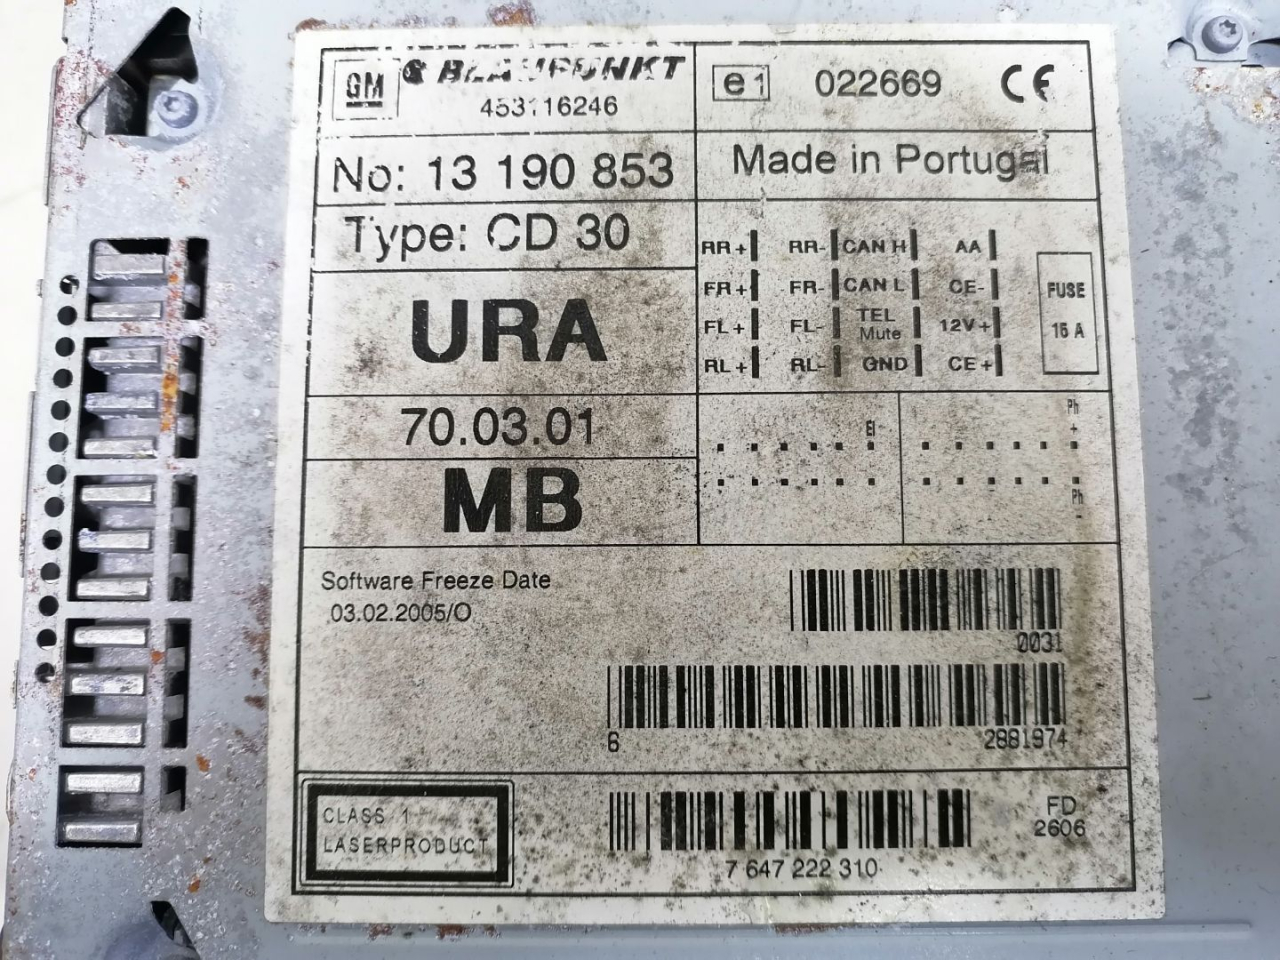 GM BLAUPUNKT
453116246
e1 022669 CE
No: 13 190 853
Made in Portugal
Type: CD 30
RR+ RR- CAN H AA
FR+ FR- CAN L CE-
FL+ FL- TEL Mute 12V+
RL+ RL- GND CE+
FUSE
15 A
URA
70.03.01
MB
Ph
+
Ph
Software Freeze Date
03.02.2005/O
0031
6 2881974
CLASS 1
LASERPRODUCT
7 647 222 310
FD
2606